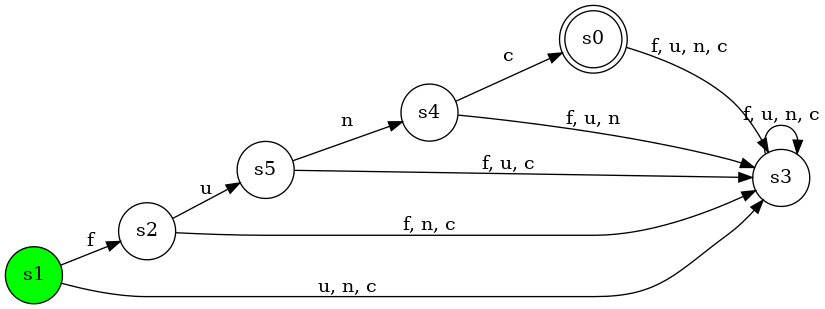 s0
f, u, n, c
c
s4
f, u, n, c
f, u, n
n
s5
f, u, c
s3
u
s2
f, n, c
f
s1
u, n, c